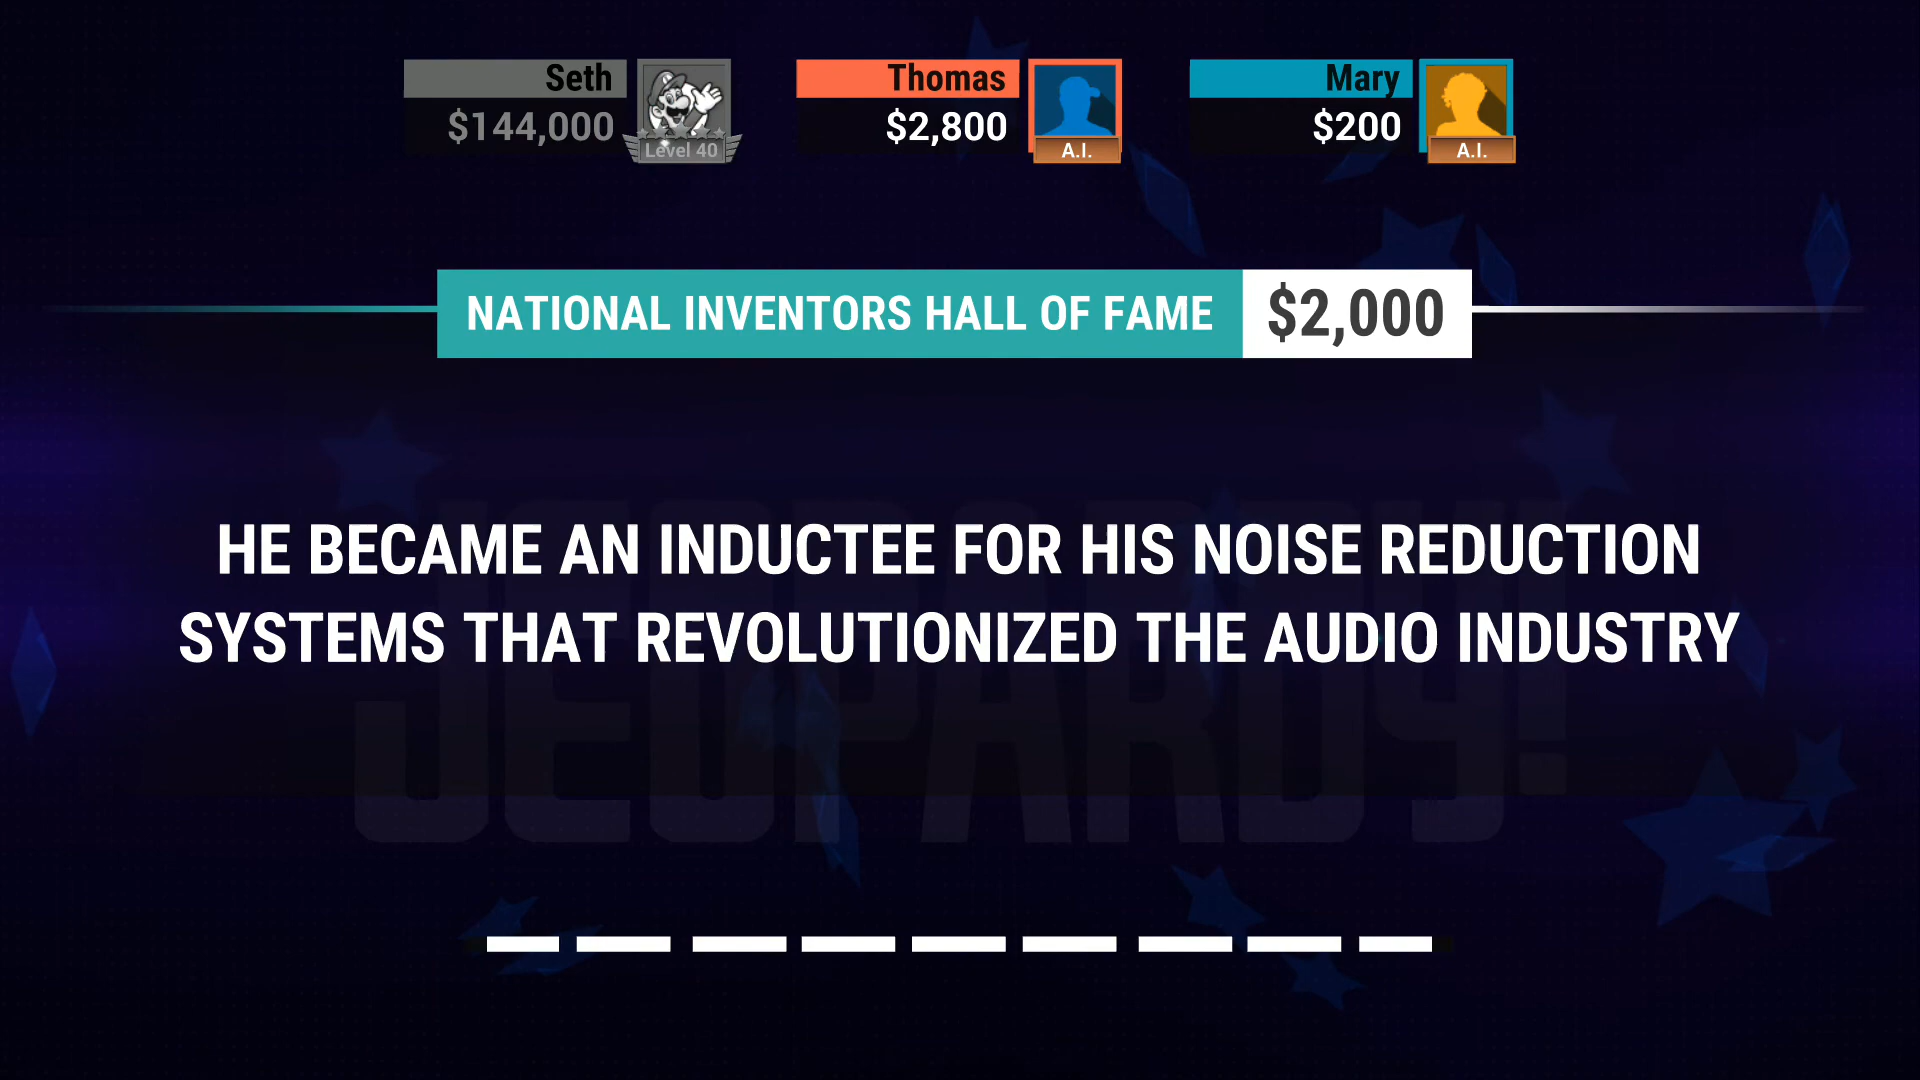 Seth
$144,000
Level 40
Thomas
$2,800
A.I.
Mary
$200
A.I.
NATIONAL INVENTORS HALL OF FAME $2,000
HE BECAME AN INDUCTEE FOR HIS NOISE REDUCTION
SYSTEMS THAT REVOLUTIONIZED THE AUDIO INDUSTRY
JEOPARDY!